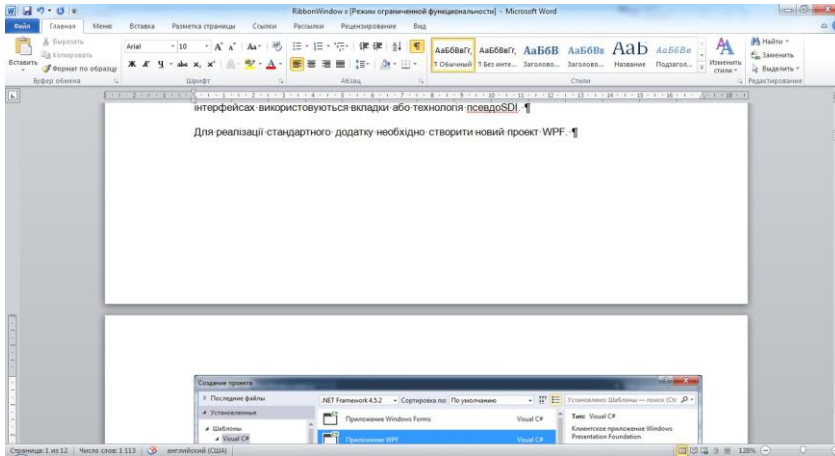 RibbonWindow x [Режим ограниченной функциональности] - Microsoft Word
Файл Главная Меню Вставка Разметка страницы Ссылки Рассылки Рецензирование Вид
Вставить
Вырезать
Копировать
Формат по образцу
Буфер обмена
Arial 10
Ж К Ч abc x, x²
Шрифт
Абзац
АаБбВвГг, АаБбВвГг, АаБбВ АаБбВв АаБ АаБбВв
¶ Обычный ¶ Без инте... Заголово... Заголово... Название Подзагол...
Изменить стили
Стили
Найти
Заменить
Выделить
Редактирование
інтерфейсах використовуються вкладки або технологія псевдоSDI. ¶
Для реалізації стандартного додатку необхідно створити новий проект WPF. ¶
Создание проекта
Последние файлы
.NET Framework 4.5.2 Сортировка по: По умолчанию
Установлено: Шаблоны — поиск (Ctr
Установленные
Шаблоны
Visual C#
Приложение Windows Forms Visual C#
Приложение WPF Visual C#
Тип: Visual C#
Клиентское приложение Windows
Presentation Foundation
Страница: 1 из 12 Число слов: 1 113 английский (США) 128%